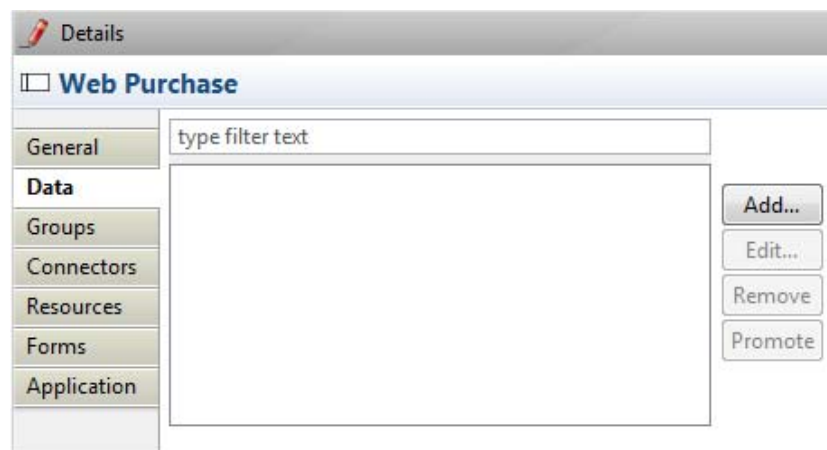 Details
Web Purchase
General
Data
Groups
Connectors
Resources
Forms
Application
type filter text
Add...
Edit...
Remove
Promote